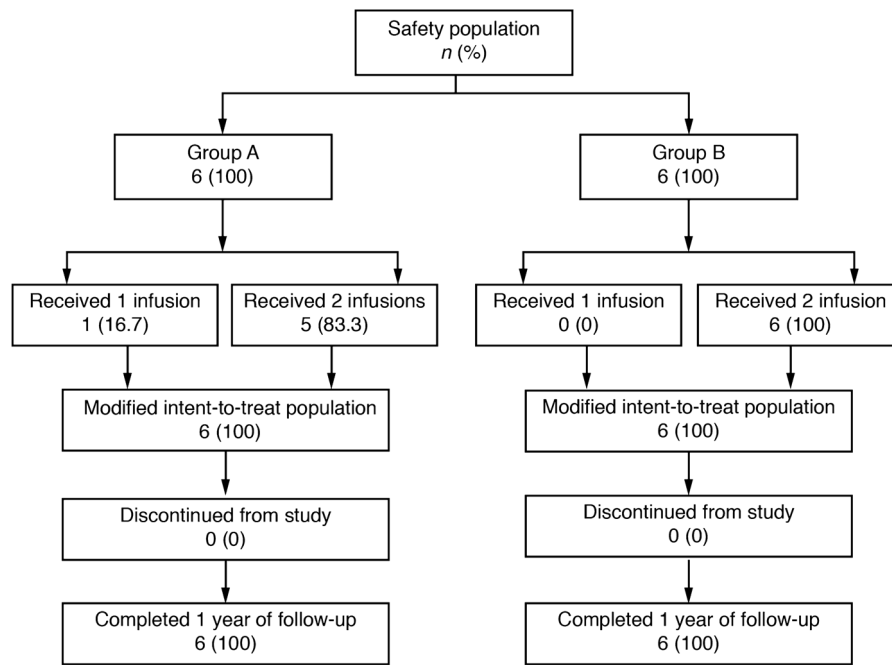 Safety population
n (%)
Group A
6 (100)
Group B
6 (100)
Received 1 infusion
1 (16.7)
Received 2 infusions
5 (83.3)
Received 1 infusion
0 (0)
Received 2 infusion
6 (100)
Modified intent-to-treat population
6 (100)
Modified intent-to-treat population
6 (100)
Discontinued from study
0 (0)
Discontinued from study
0 (0)
Completed 1 year of follow-up
6 (100)
Completed 1 year of follow-up
6 (100)